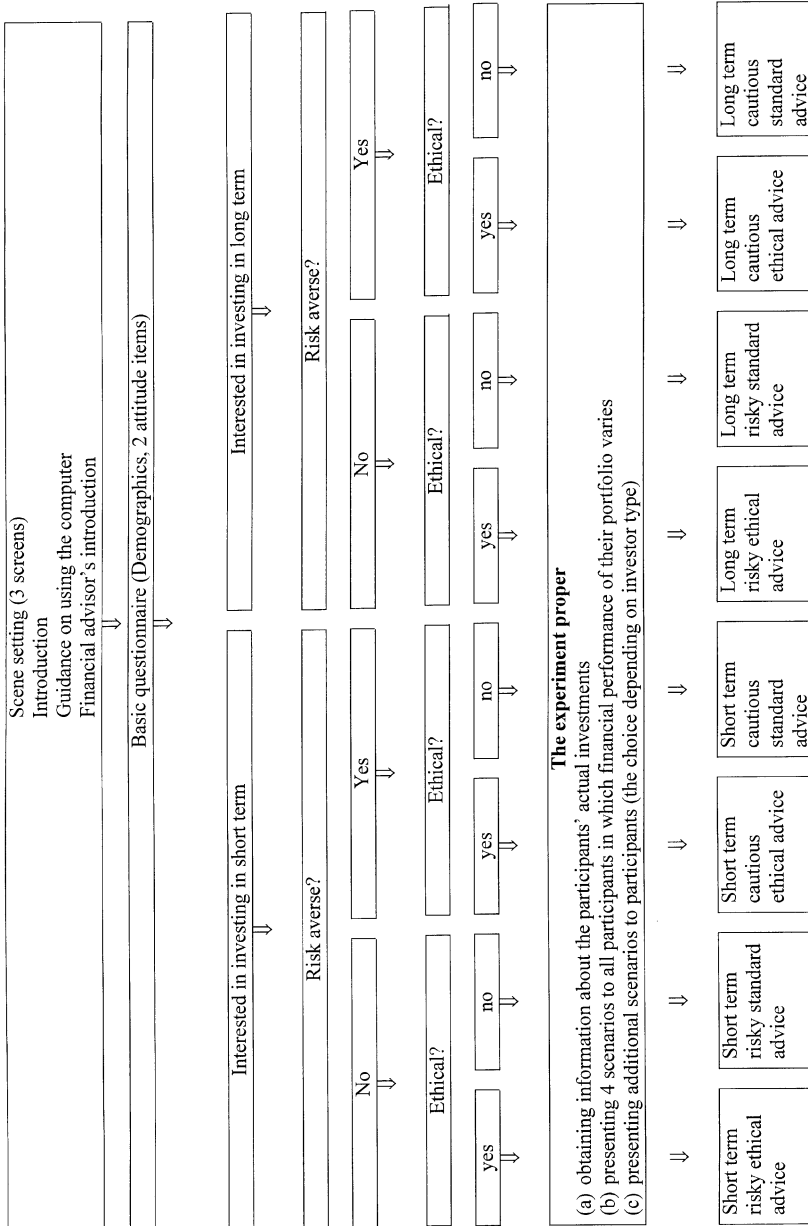 Scene setting (3 screens)
Introduction
Guidance on using the computer
Financial advisor's introduction
⇒
Basic questionnaire (Demographics, 2 attitude items)
⇒
Interested in investing in short term
Interested in investing in long term
⇒ ⇒
Risk averse?
Risk averse?
No
Yes
No
Yes
⇒ ⇒ ⇒ ⇒
Ethical?
Ethical?
Ethical?
Ethical?
yes
no
yes
no
yes
no
yes
no
⇒ ⇒ ⇒ ⇒ ⇒ ⇒ ⇒ ⇒
The experiment proper
(a) obtaining information about the participants' actual investments
(b) presenting 4 scenarios to all participants in which financial performance of their portfolio varies
(c) presenting additional scenarios to participants (the choice depending on investor type)
⇒ ⇒ ⇒ ⇒ ⇒ ⇒ ⇒ ⇒
Short term
risky ethical
advice
Short term
risky standard
advice
Short term
cautious
ethical advice
Short term
cautious
standard
advice
Long term
risky ethical
advice
Long term
risky standard
advice
Long term
cautious
ethical advice
Long term
cautious
standard
advice